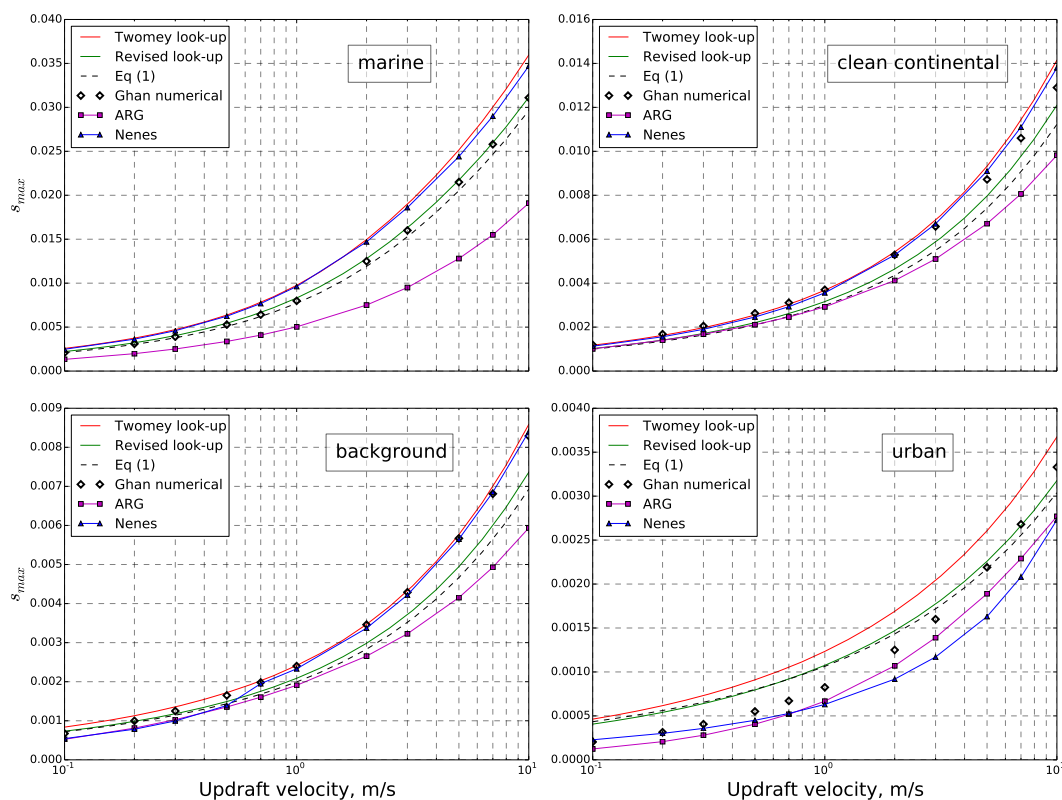 0.040
0.035
0.030
0.025
0.020
0.015
0.010
0.005
0.000
s_max
Twomey look-up
Revised look-up
Eq (1)
Ghan numerical
ARG
Nenes
marine
0.016
0.014
0.012
0.010
0.008
0.006
0.004
0.002
0.000
Twomey look-up
Revised look-up
Eq (1)
Ghan numerical
ARG
Nenes
clean continental
0.009
0.008
0.007
0.006
0.005
0.004
0.003
0.002
0.001
0.000
s_max
Twomey look-up
Revised look-up
Eq (1)
Ghan numerical
ARG
Nenes
background
10^-1 10^0 10^1
Updraft velocity, m/s
0.0040
0.0035
0.0030
0.0025
0.0020
0.0015
0.0010
0.0005
0.0000
Twomey look-up
Revised look-up
Eq (1)
Ghan numerical
ARG
Nenes
urban
10^-1 10^0 10^1
Updraft velocity, m/s